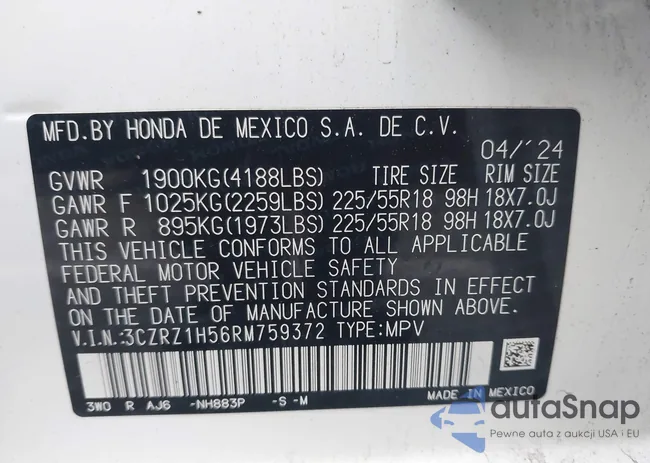 MFD.BY HONDA DE MEXICO S.A. DE C.V.
04/'24
GVWR 1900KG(4188LBS) TIRE SIZE RIM SIZE
GAWR F 1025KG(2259LBS) 225/55R18 98H 18X7.0J
GAWR R 895KG(1973LBS) 225/55R18 98H 18X7.0J
THIS VEHICLE CONFORMS TO ALL APPLICABLE
FEDERAL MOTOR VEHICLE SAFETY
AND THEFT PREVENTION STANDARDS IN EFFECT
ON THE DATE OF MANUFACTURE SHOWN ABOVE.
V.I.N.:3CZRZ1H56RM759372 TYPE:MPV
3W0 R AJ6 -NH883P -S -M MADE IN MEXICO
autaSnap
Pewne auta z aukcji USA i EU